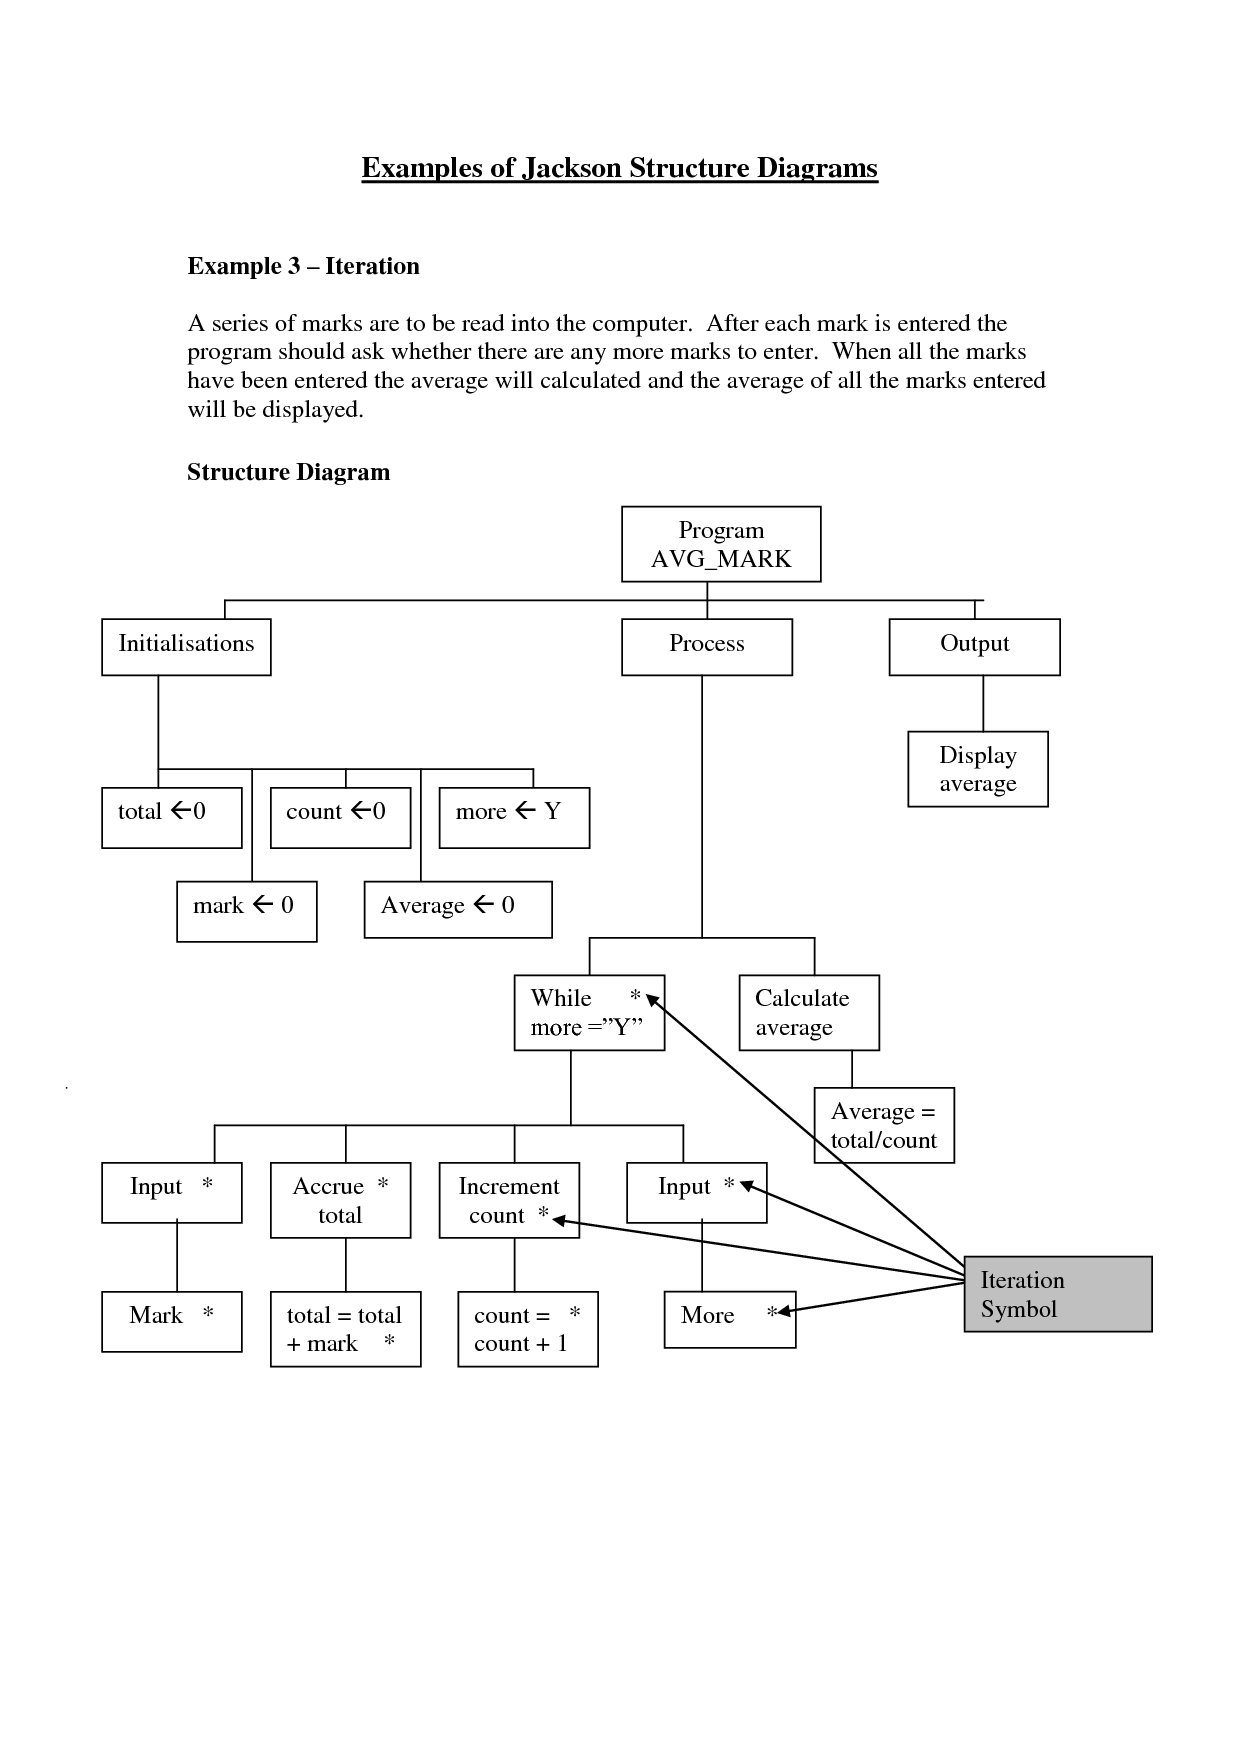 Examples of Jackson Structure Diagrams
Example 3 – Iteration
A series of marks are to be read into the computer.  After each mark is entered the
program should ask whether there are any more marks to enter.  When all the marks
have been entered the average will calculated and the average of all the marks entered
will be displayed.
Structure Diagram
Program
AVG_MARK
Initialisations
Process
Output
Display
average
total ←0
count ←0
more ← Y
mark ← 0
Average ← 0
While *
more =”Y”
Calculate
average
Average =
total/count
Input *
Accrue *
total
Increment
count *
Input *
Mark *
total = total
+ mark *
count = *
count + 1
More *
Iteration
Symbol